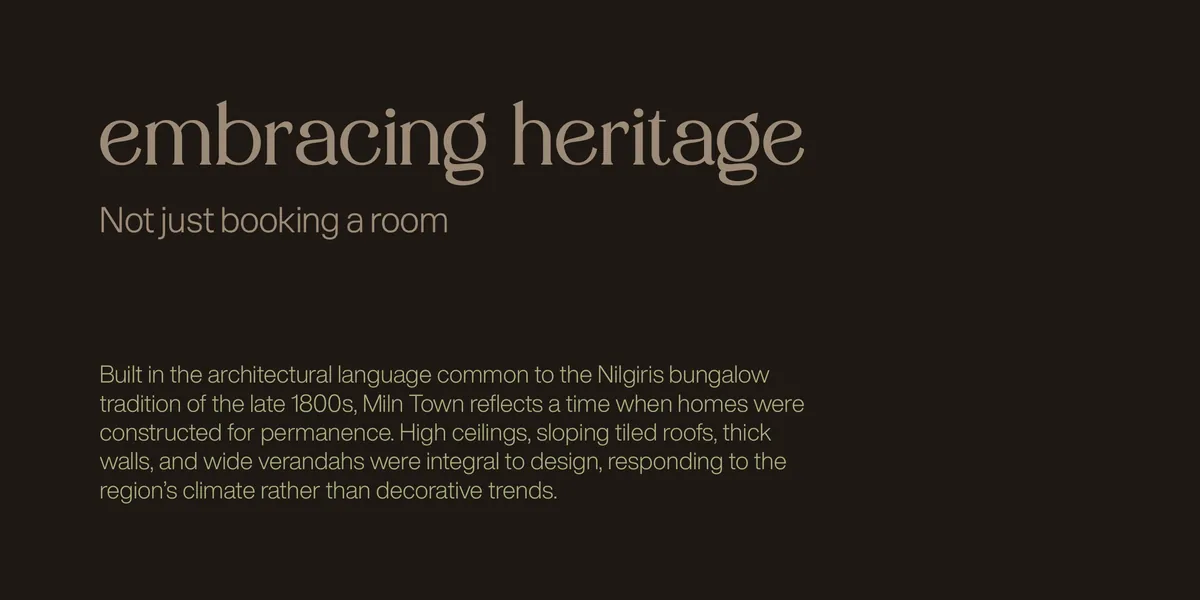 embracing heritage
Not just booking a room
Built in the architectural language common to the Nilgiris bungalow
tradition of the late 1800s, Miln Town reflects a time when homes were
constructed for permanence. High ceilings, sloping tiled roofs, thick
walls, and wide verandahs were integral to design, responding to the
region’s climate rather than decorative trends.